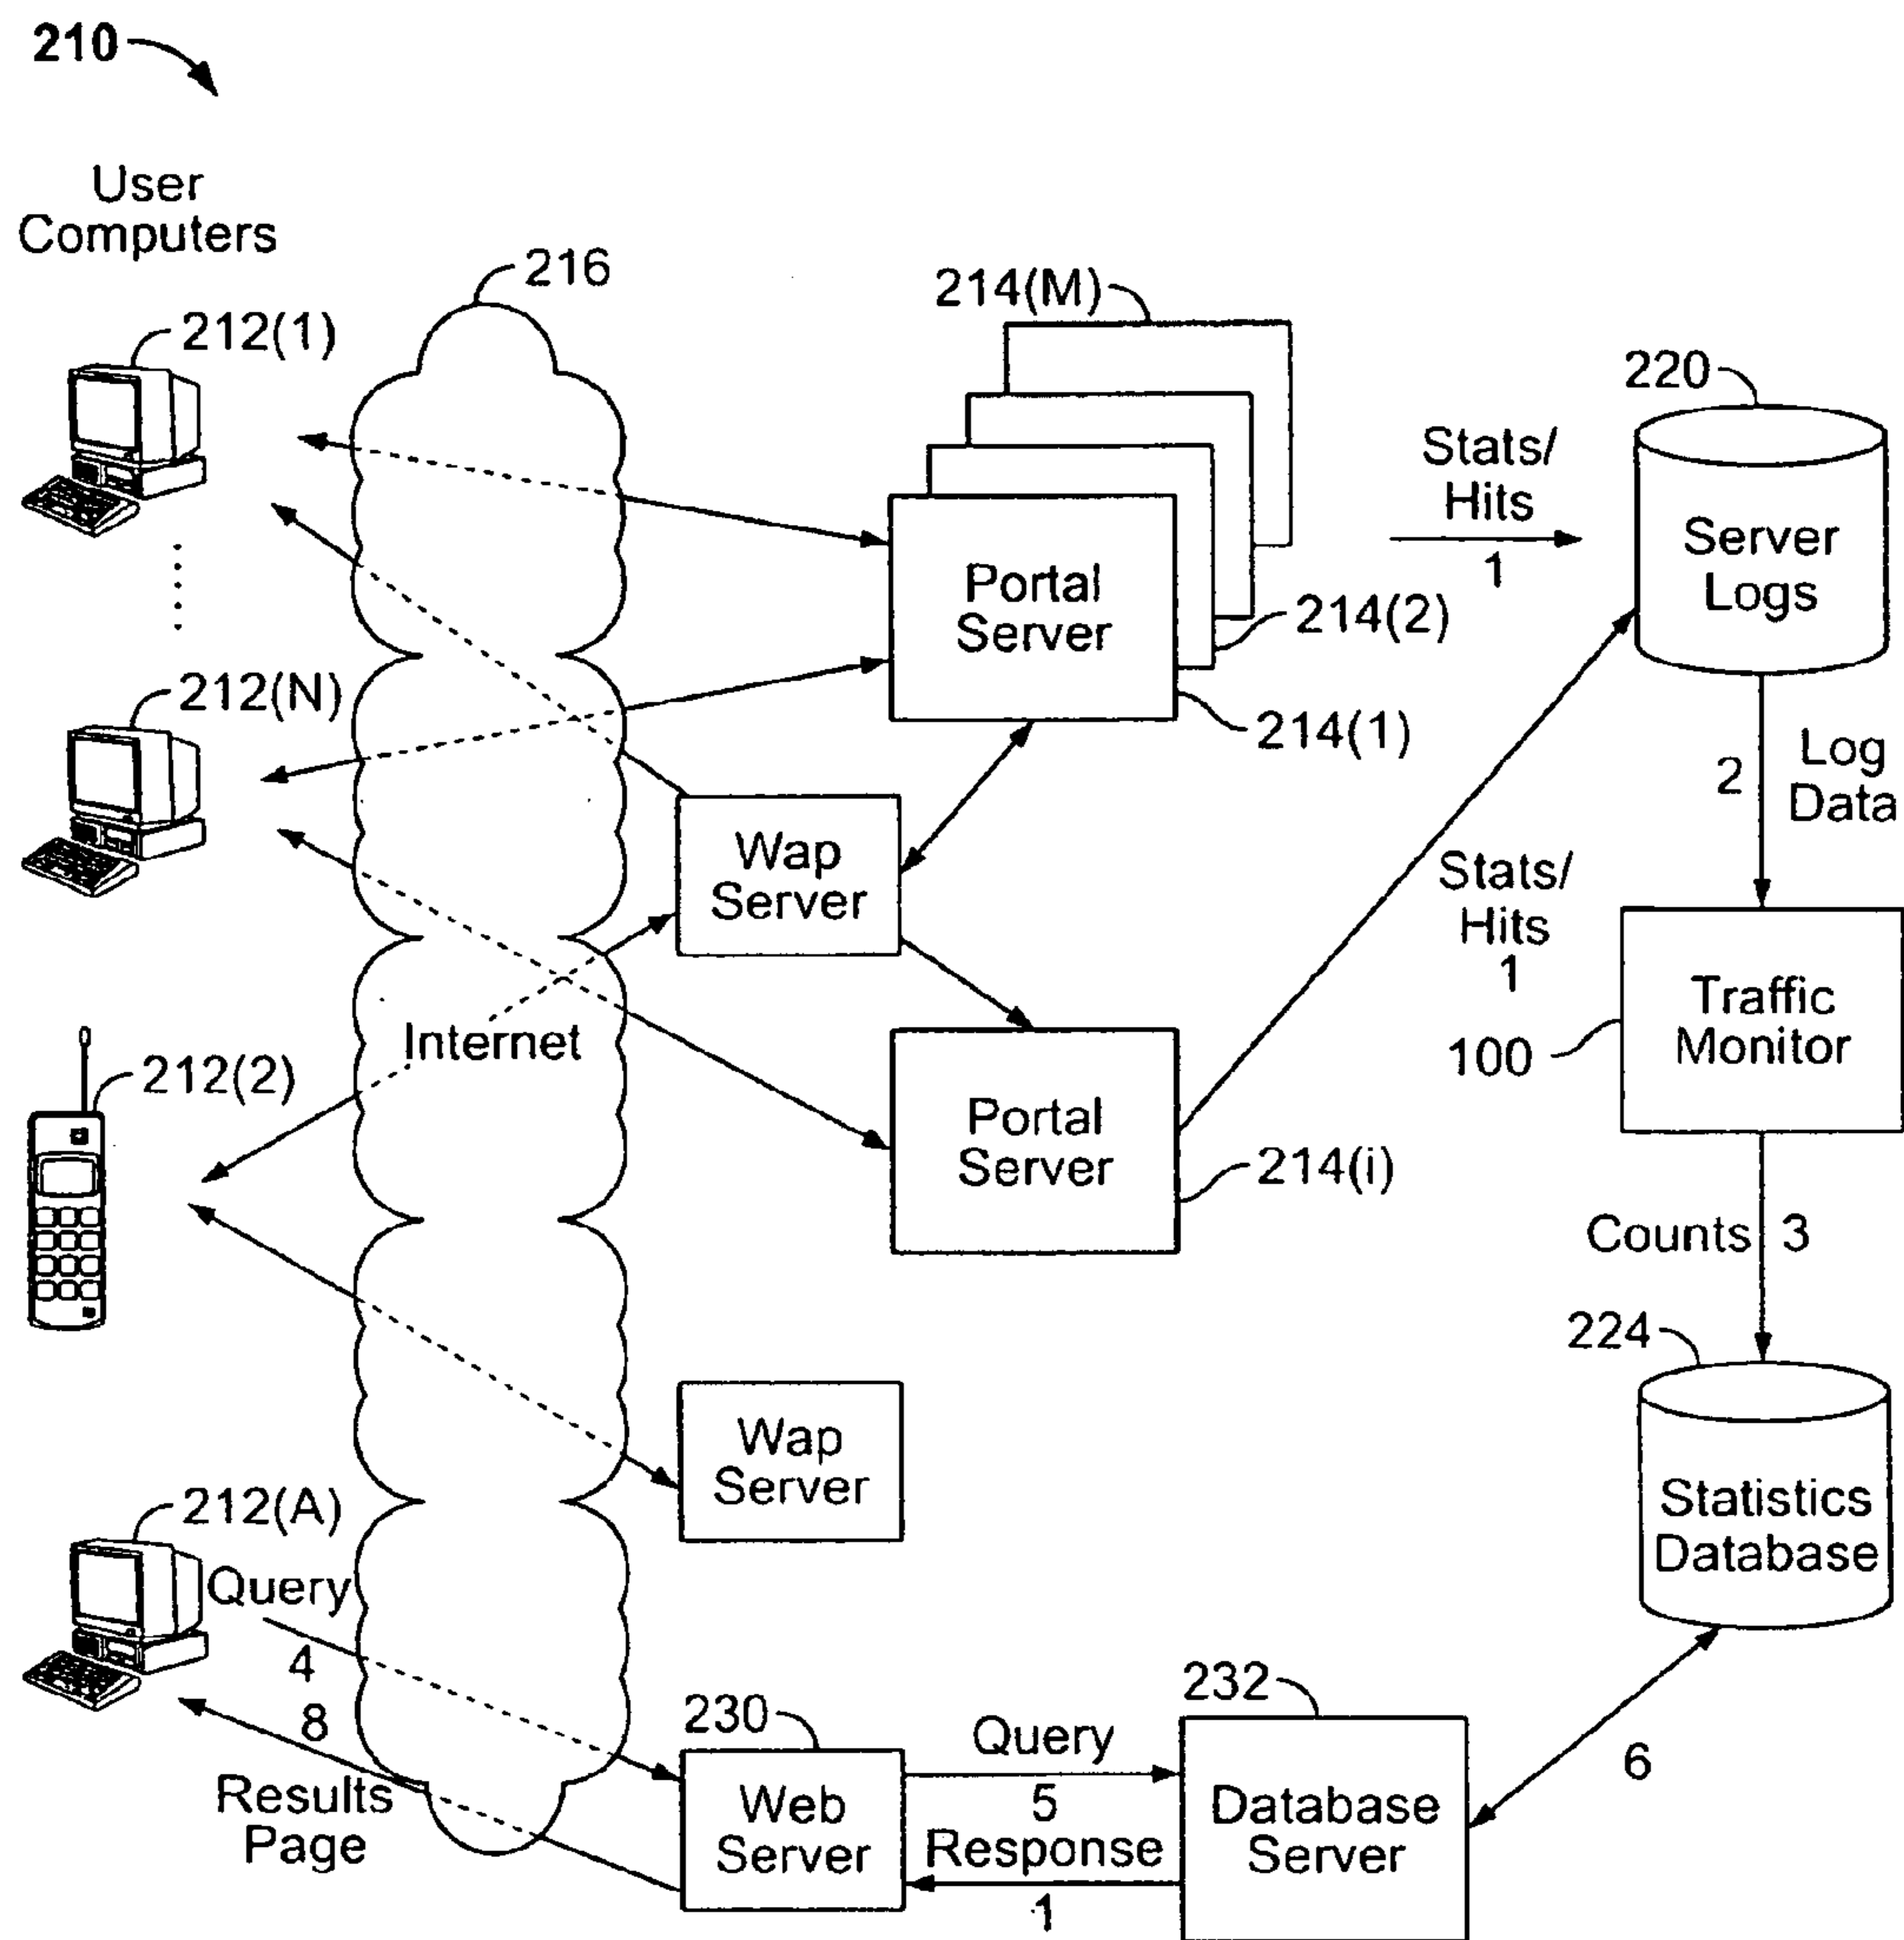 210
User
Computers
216
214(M)
212(1)
220
Stats/
Hits
1
Server
Logs
Portal
Server
214(2)
212(N)
214(1)
2
Log
Data
Wap
Server
Stats/
Hits
1
Traffic
Monitor
100
Internet
212(2)
Portal
Server
214(i)
Counts
3
224
Wap
Server
Statistics
Database
212(A)
Query
4
8
Results
Page
230
Web
Server
Query
5
Response
1
232
Database
Server
6